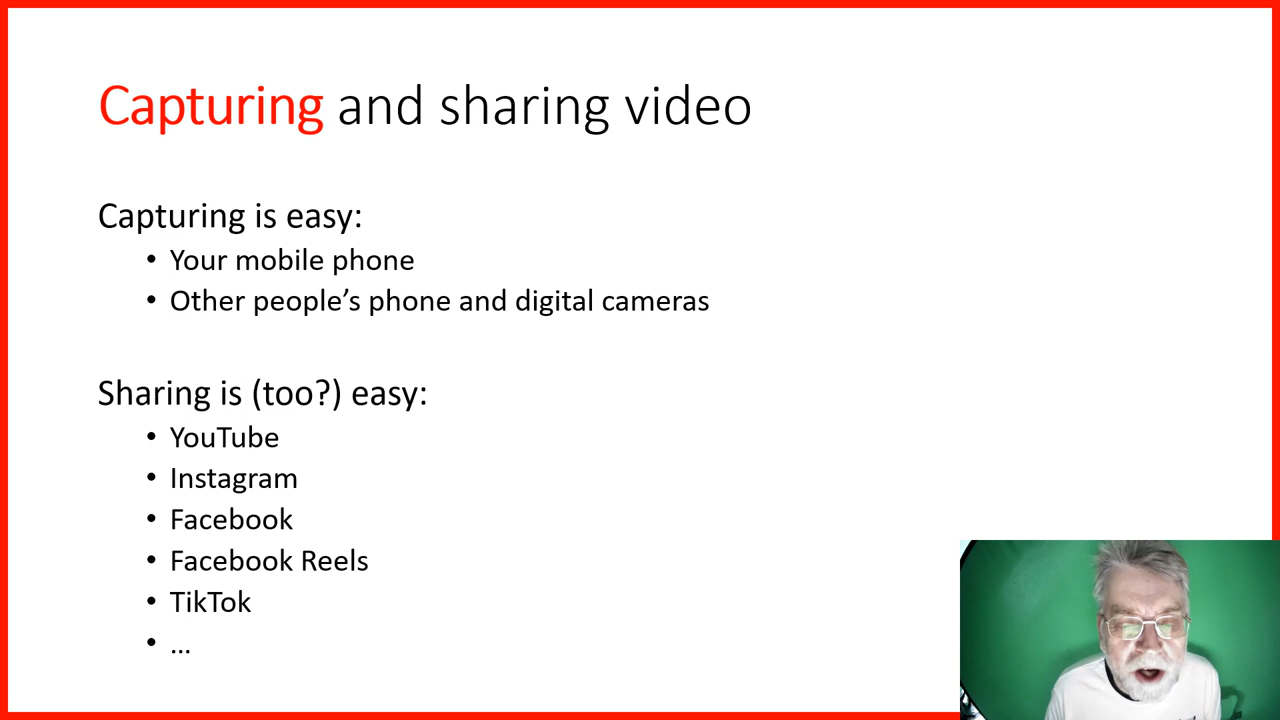 Capturing and sharing video
Capturing is easy:
• Your mobile phone
• Other people’s phone and digital cameras
Sharing is (too?) easy:
• YouTube
• Instagram
• Facebook
• Facebook Reels
• TikTok
• …